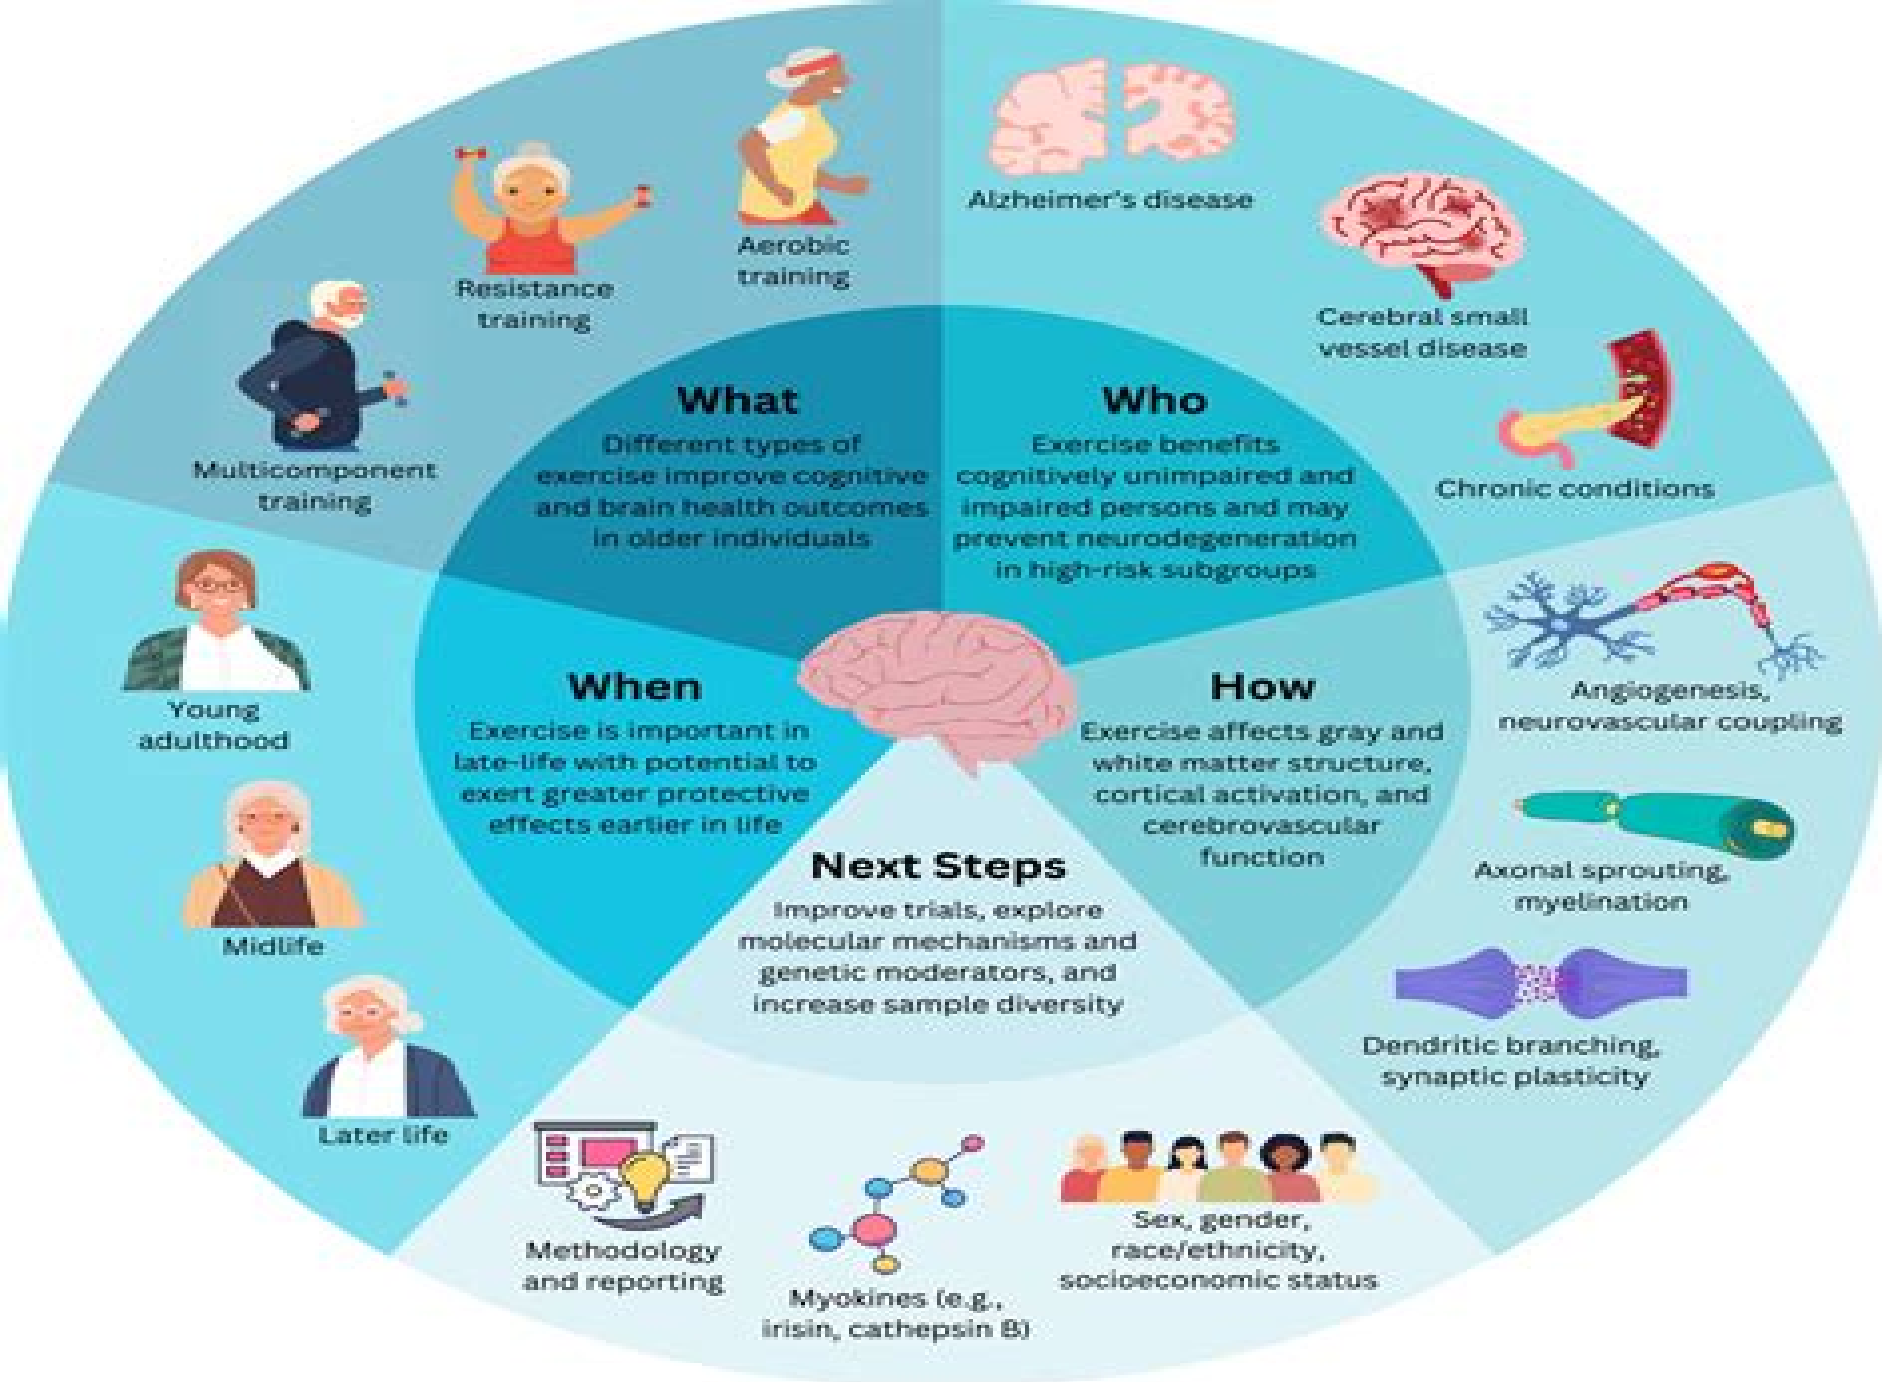 Aerobic
training
Resistance
training
Multicomponent
training
What
Different types of
exercise improve cognitive
and brain health outcomes
in older individuals
Alzheimer's disease
Cerebral small
vessel disease
Chronic conditions
Who
Exercise benefits
cognitively unimpaired and
impaired persons and may
prevent neurodegeneration
in high-risk subgroups
How
Exercise affects gray and
white matter structure,
cortical activation, and
cerebrovascular
function
Angiogenesis,
neurovascular coupling
Axonal sprouting,
myelination
Dendritic branching,
synaptic plasticity
When
Exercise is important in
late-life with potential to
exert greater protective
effects earlier in life
Young
adulthood
Midlife
Later life
Next Steps
Improve trials, explore
molecular mechanisms and
genetic moderators, and
increase sample diversity
Methodology
and reporting
Myokines (e.g.,
irisin, cathepsin B)
Sex, gender,
race/ethnicity,
socioeconomic status